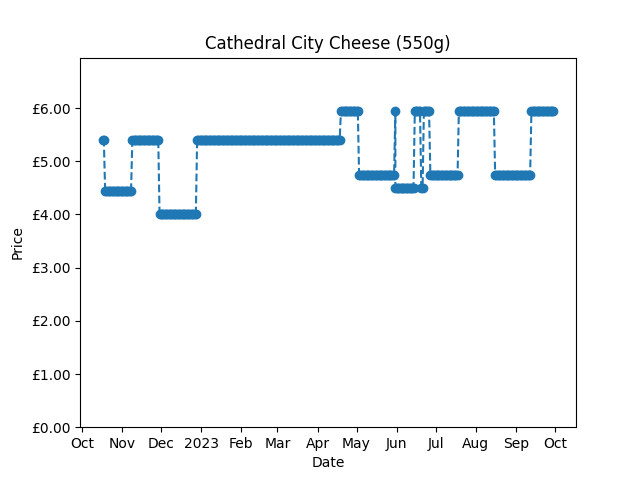 Cathedral City Cheese (550g)
£6.00
£5.00
£4.00
£3.00
£2.00
£1.00
£0.00
Price
Oct Nov Dec 2023 Feb Mar Apr May Jun Jul Aug Sep Oct
Date